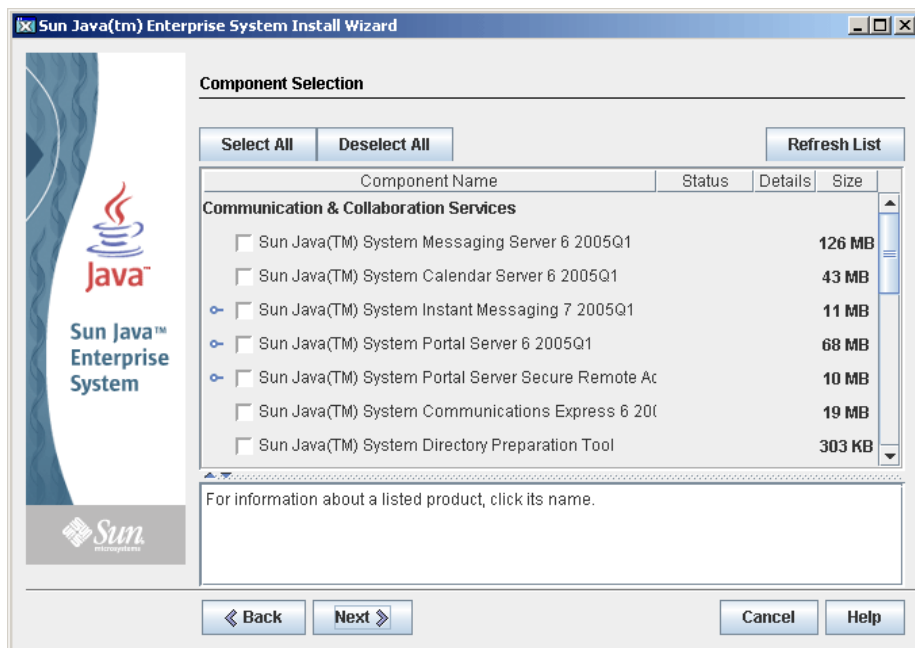 Sun Java(tm) Enterprise System Install Wizard
Component Selection
Select All Deselect All Refresh List
Component Name Status Details Size
Communication & Collaboration Services
Sun Java(TM) System Messaging Server 6 2005Q1 126 MB
Sun Java(TM) System Calendar Server 6 2005Q1 43 MB
Sun Java(TM) System Instant Messaging 7 2005Q1 11 MB
Sun Java(TM) System Portal Server 6 2005Q1 68 MB
Sun Java(TM) System Portal Server Secure Remote Ac 10 MB
Sun Java(TM) System Communications Express 6 200 19 MB
Sun Java(TM) System Directory Preparation Tool 303 KB
For information about a listed product, click its name.
Java™
Sun Java™
Enterprise
System
Sun
microsystems
Back Next Cancel Help